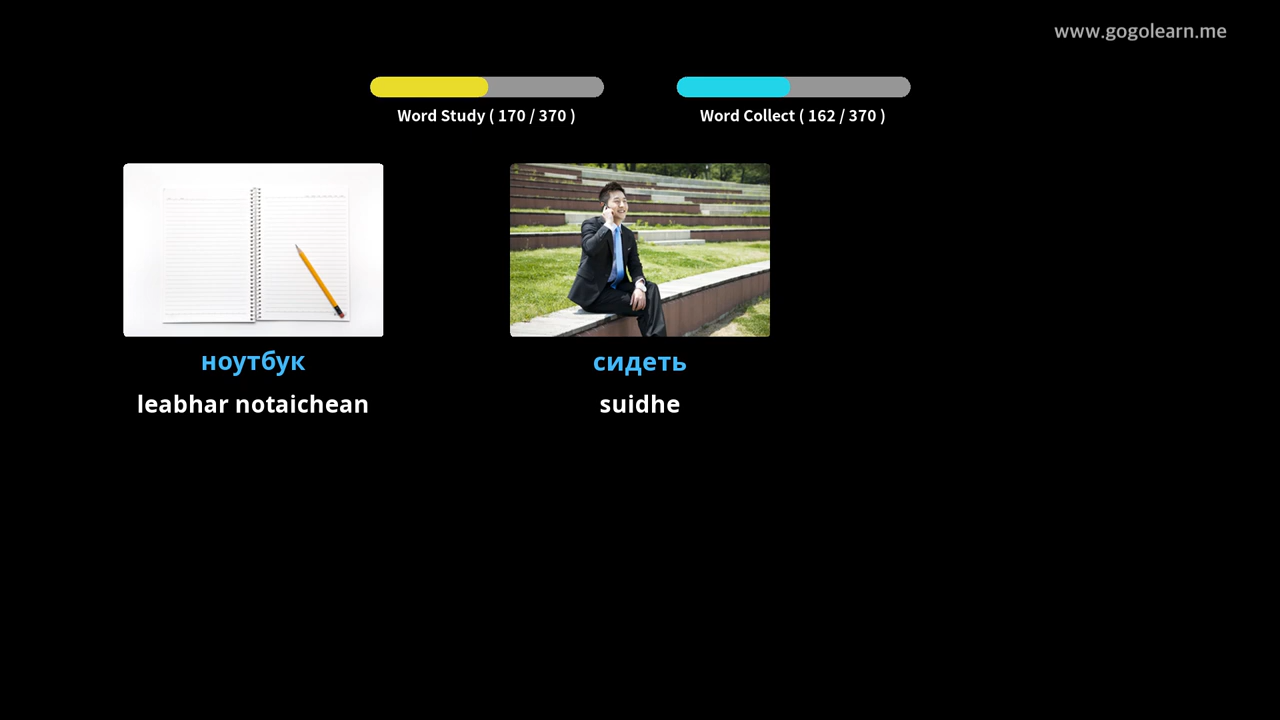 www.gogolearn.me
Word Study ( 170 / 370 )
Word Collect ( 162 / 370 )
ноутбук
leabhar notaichean
сидеть
suidhe